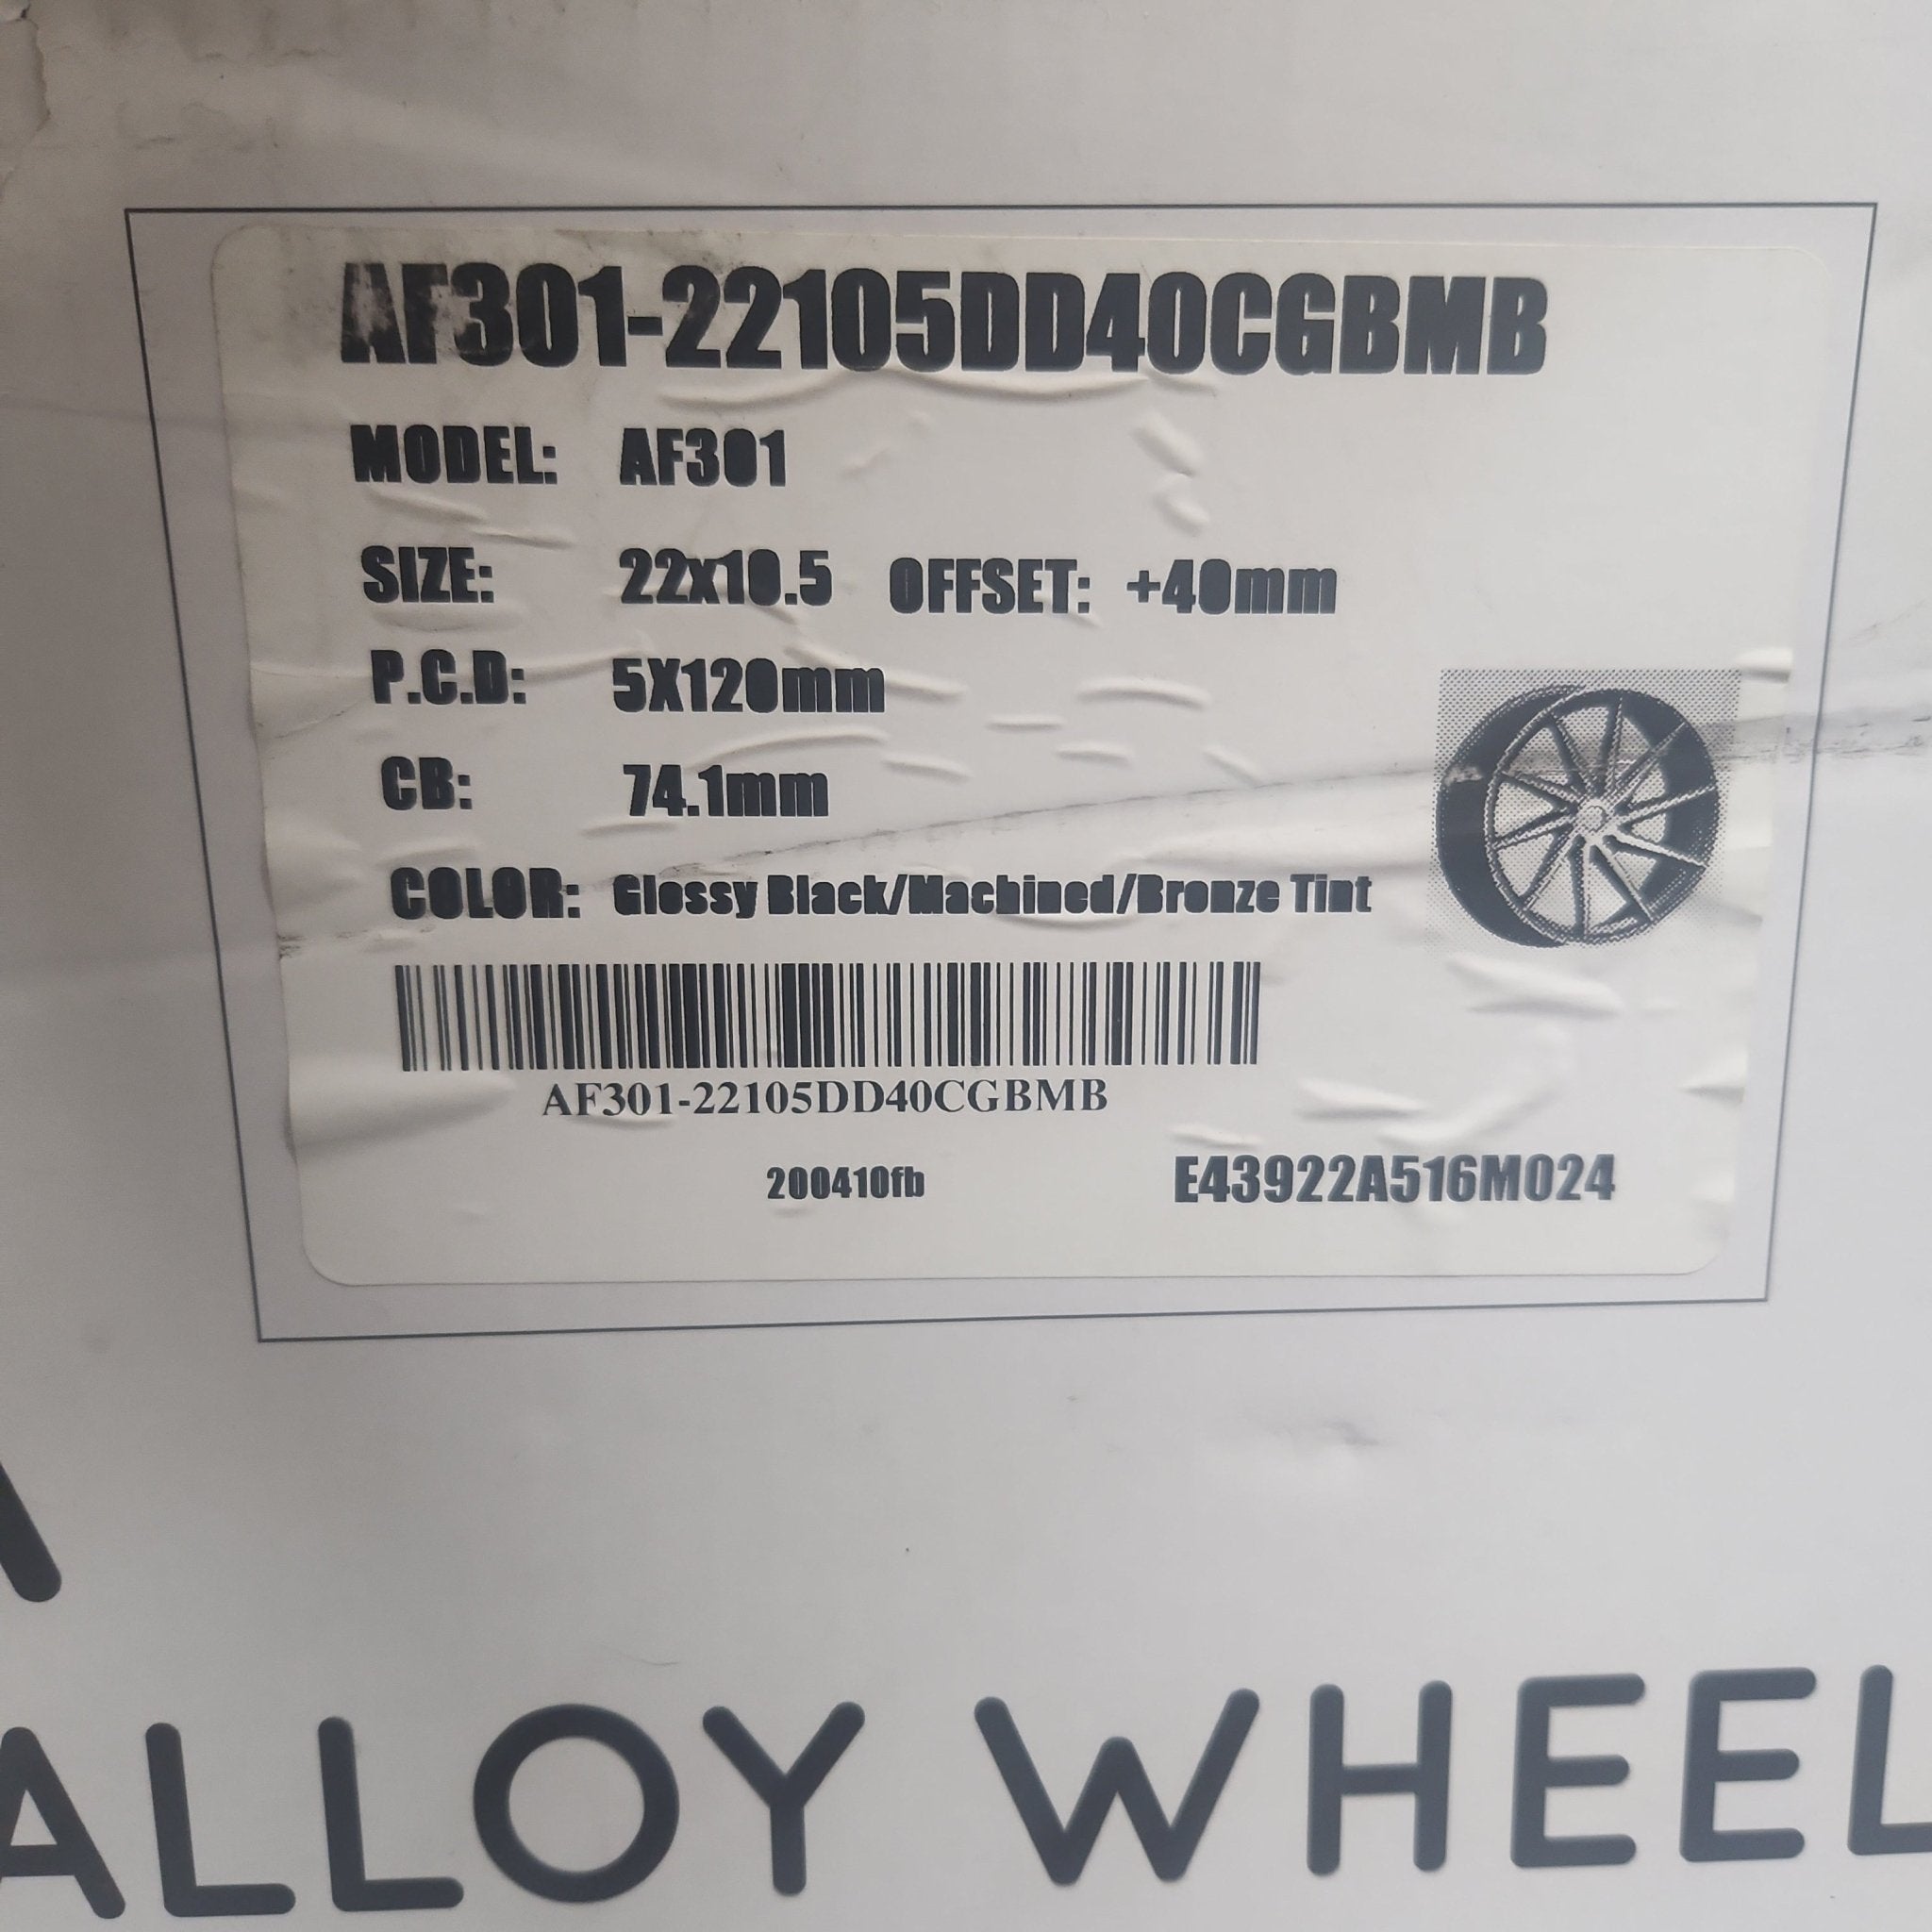 AF301-22105DD40CGBMB
MODEL: AF301
SIZE: 22x10.5 OFFSET: +40mm
P.C.D: 5X120mm
CB: 74.1mm
COLOR: Glossy Black/Machined/Bronze Tint
AF301-22105DD40CGBMB
200410fb E43922A516M024
ALLOY WHEEL